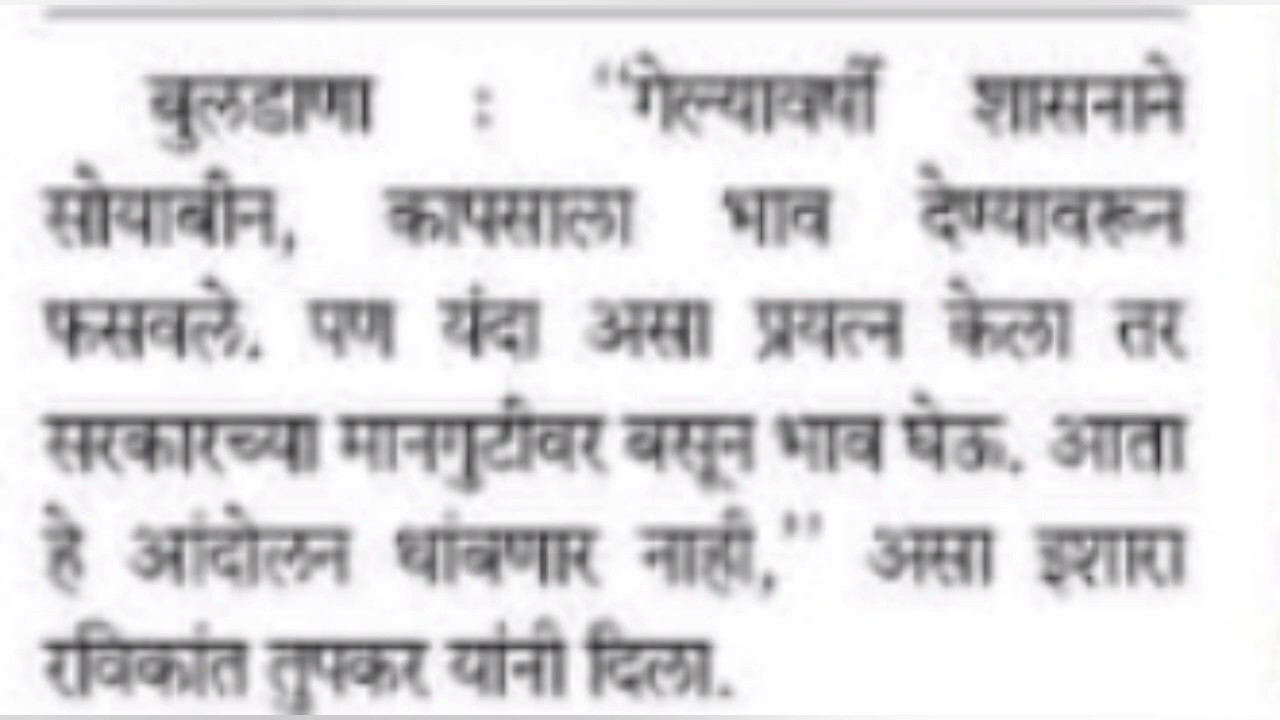 बुलडाणा : ‘‘गेल्यावर्षी शासनाने
सोयाबीन, कापसाला भाव देण्यावरून
फसवले. पण यंदा असा प्रयत्न केला तर
सरकारच्या मानगुटीवर बसून भाव घेऊ. आता
हे आंदोलन थांबणार नाही,’’ असा इशारा
रविकांत तुपकर यांनी दिला.